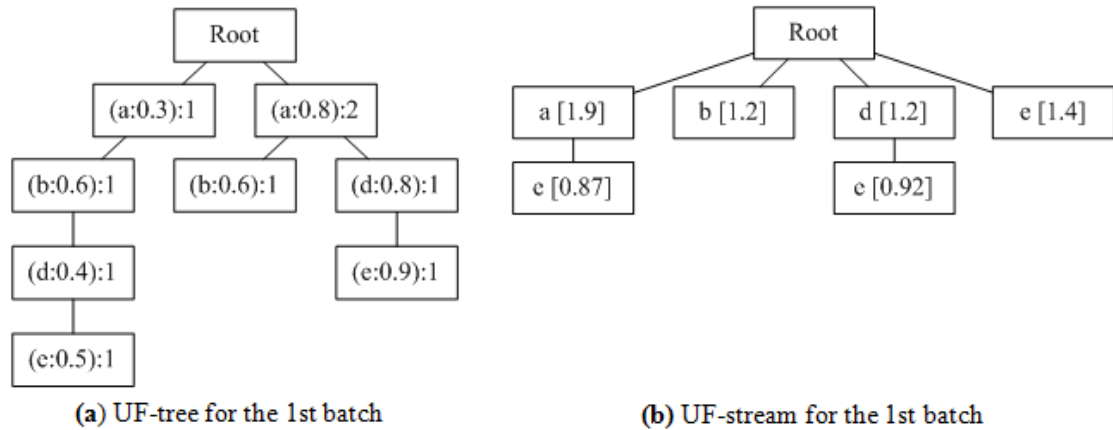 Root
(a:0.3):1
(a:0.8):2
(b:0.6):1
(b:0.6):1
(d:0.8):1
(d:0.4):1
(e:0.9):1
(e:0.5):1
(a) UF-tree for the 1st batch
Root
a [1.9]
b [1.2]
d [1.2]
e [1.4]
e [0.87]
e [0.92]
(b) UF-stream for the 1st batch